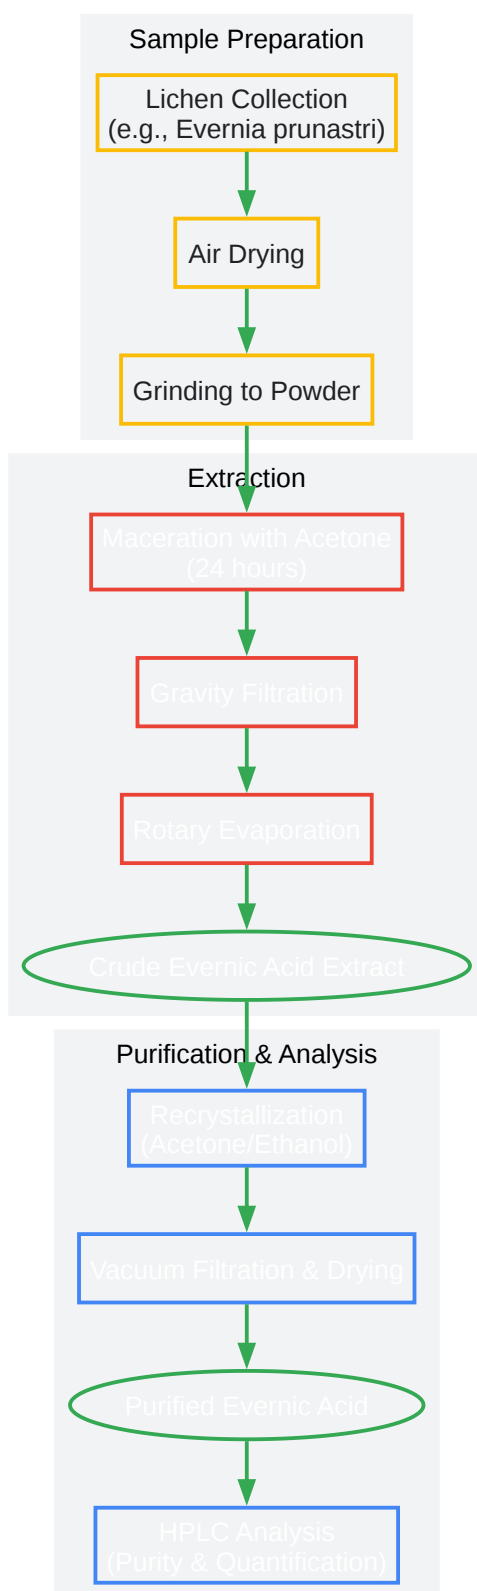 Sample Preparation
Lichen Collection
(e.g., Evernia prunastri)
Air Drying
Grinding to Powder
Extraction
Maceration with Acetone
(24 hours)
Gravity Filtration
Rotary Evaporation
Crude Evernic Acid Extract
Purification & Analysis
Recrystallization
(Acetone/Ethanol)
Vacuum Filtration & Drying
Purified Evernic Acid
HPLC Analysis
(Purity & Quantification)